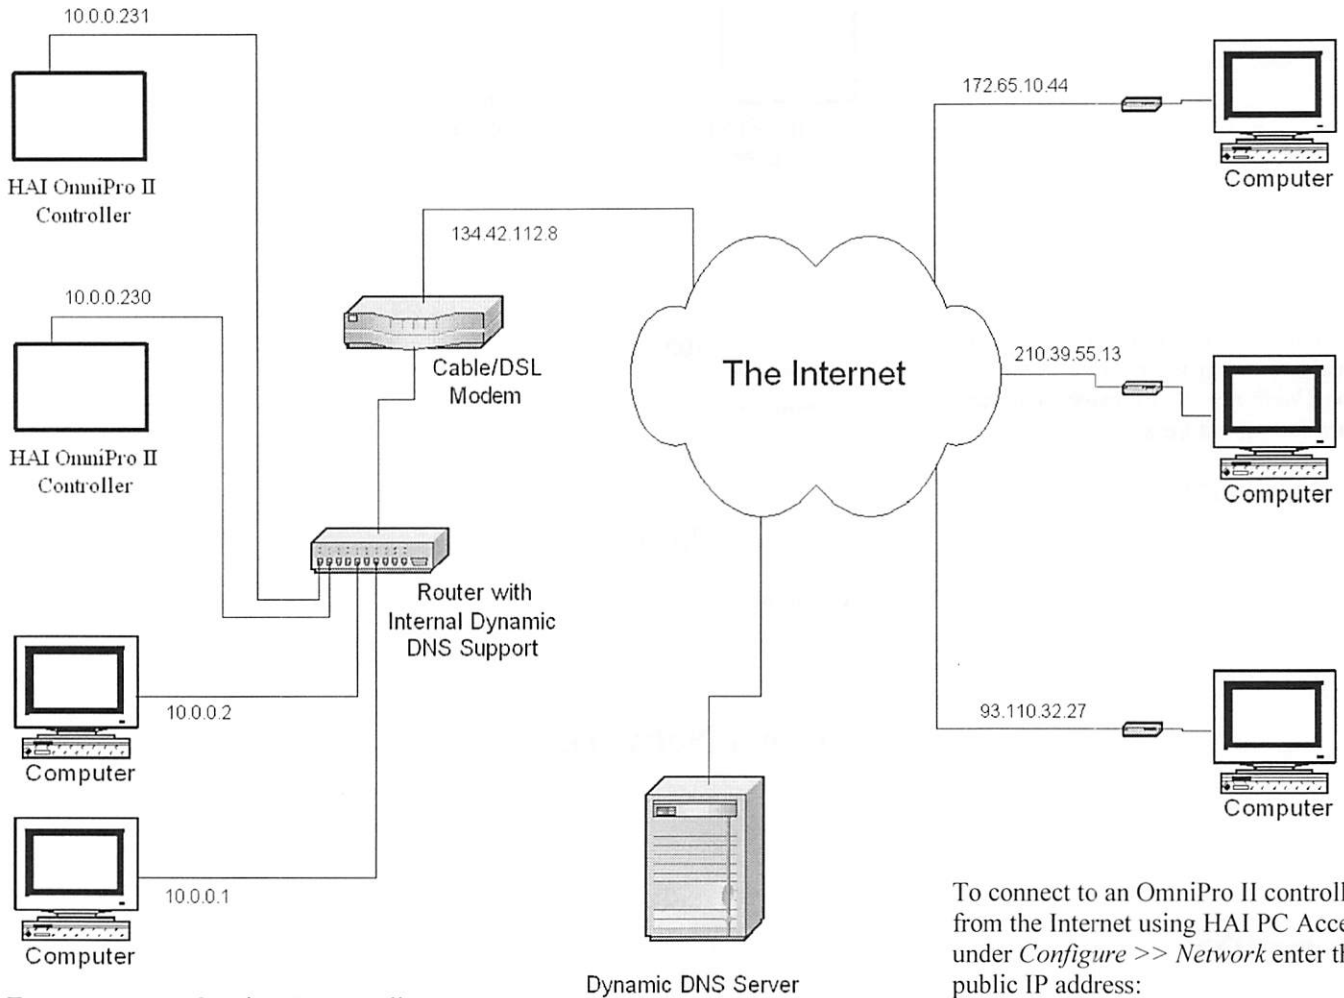 10.0.0.231
HAI OmniPro II
Controller
10.0.0.230
HAI OmniPro II
Controller
134.42.112.8
Cable/DSL
Modem
Router with
Internal Dynamic
DNS Support
10.0.0.2
Computer
10.0.0.1
Computer
The Internet
172.65.10.44
Computer
210.39.55.13
Computer
93.110.32.27
Computer
Dynamic DNS Server
To connect to an OmniPro II controll
from the Internet using HAI PC Acce
under Configure >> Network enter th
public IP address: